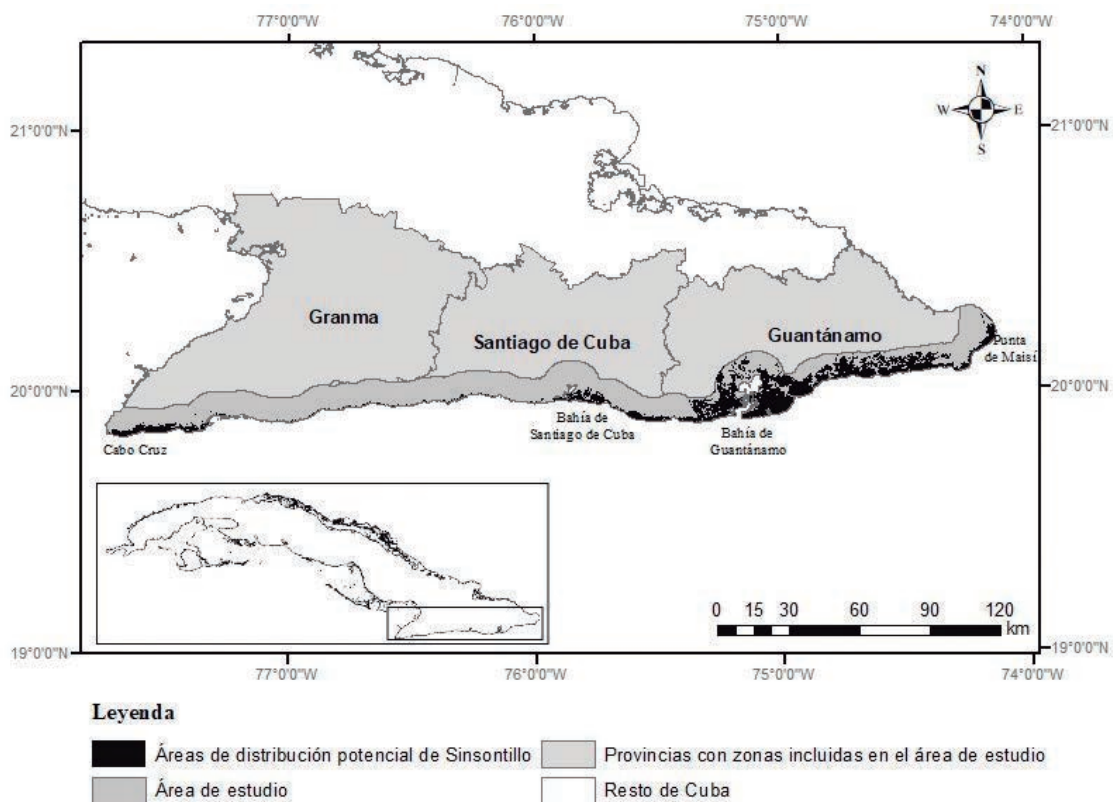 77°0'0"W 76°0'0"W 75°0'0"W 74°0'0"W
N
W E
S
21°0'0"N 21°0'0"N
Granma
Santiago de Cuba
Guantánamo
Punta
de Maisí
20°0'0"N 20°0'0"N
Bahía de
Santiago de Cuba
Bahía de
Guantánamo
Cabo Cruz
0 15 30 60 90 120
km
19°0'0"N 19°0'0"N
77°0'0"W 76°0'0"W 75°0'0"W 74°0'0"W
Leyenda
Áreas de distribución potencial de Sinsontillo
Provincias con zonas incluidas en el área de estudio
Área de estudio
Resto de Cuba